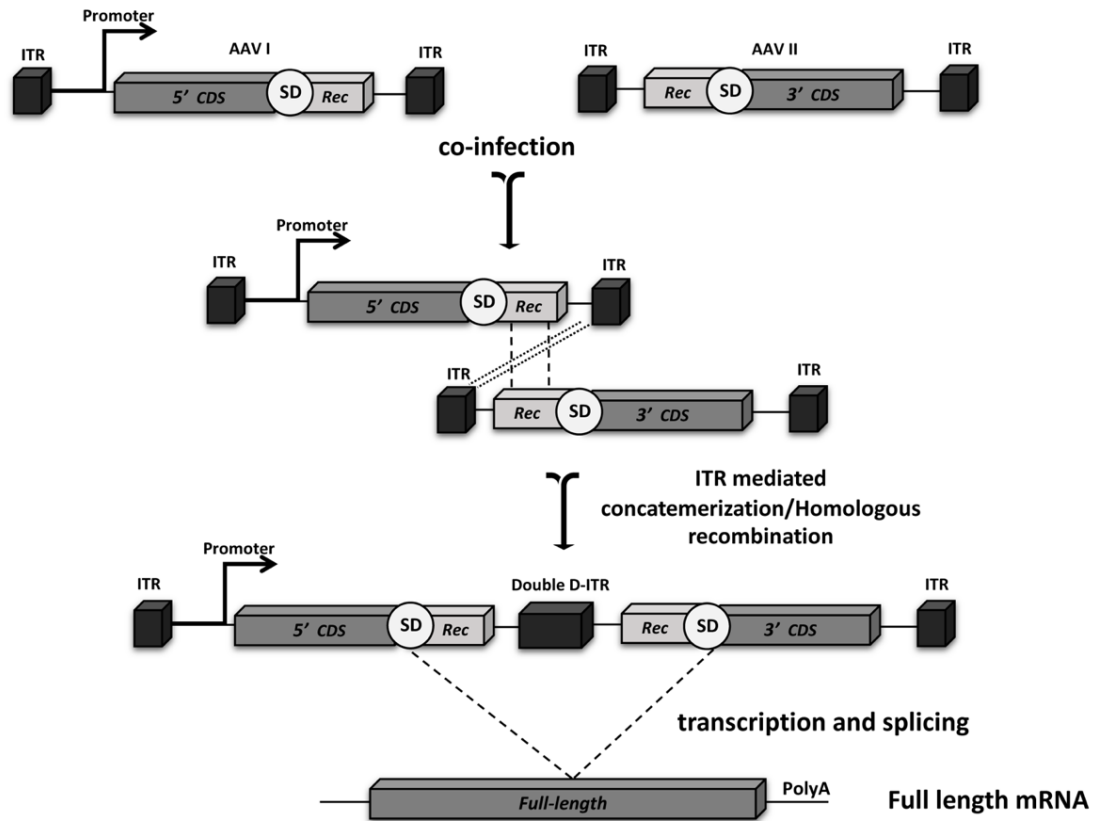 Promoter
ITR
AAV I
ITR
ITR
AAV II
ITR
5' CDS
SD
Rec
Rec
SD
3' CDS
co-infection
Promoter
ITR
ITR
5' CDS
SD
Rec
ITR
ITR
Rec
SD
3' CDS
ITR mediated
concatemerization/Homologous
recombination
Promoter
ITR
Double D-ITR
ITR
5' CDS
SD
Rec
Rec
SD
3' CDS
transcription and splicing
Full-length
PolyA
Full length mRNA